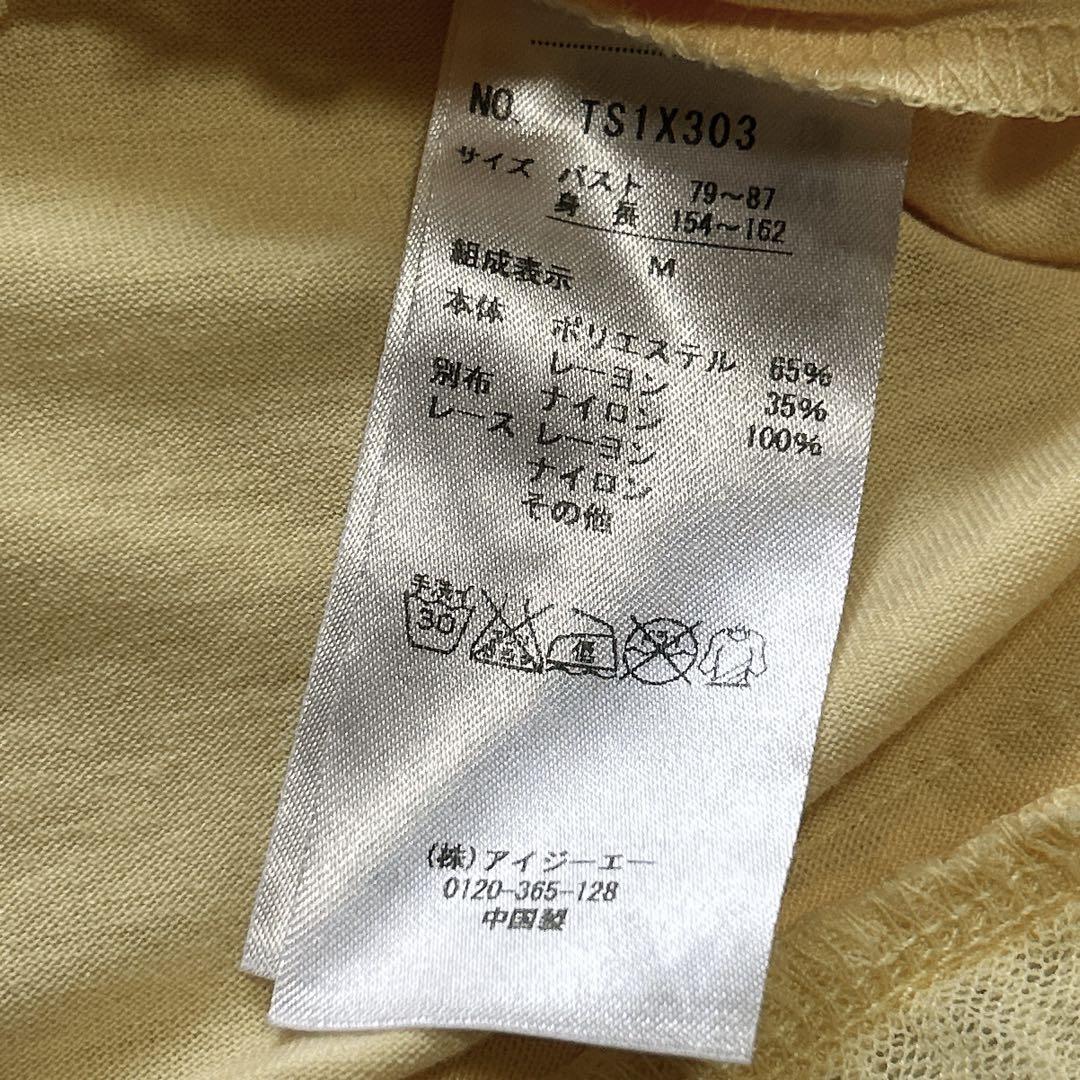 NO. TS1X303
サイズ バスト 79〜87
身長 154〜162
M
組成表示
本体 ポリエステル 65%
レーヨン 35%
別布 ナイロン 100%
レース レーヨン
ナイロン
その他
手洗イ
30
低
(株)アイジーエー
0120-365-128
中国製